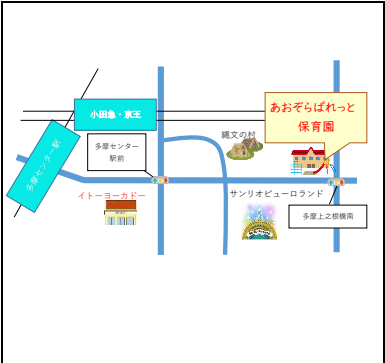 あおぞらぱれっと
保育園
小田急・京王
縄文の村
多摩センター
駅前
多摩センター駅
イトーヨーカドー
サンリオピューロランド
多摩上之根橋南